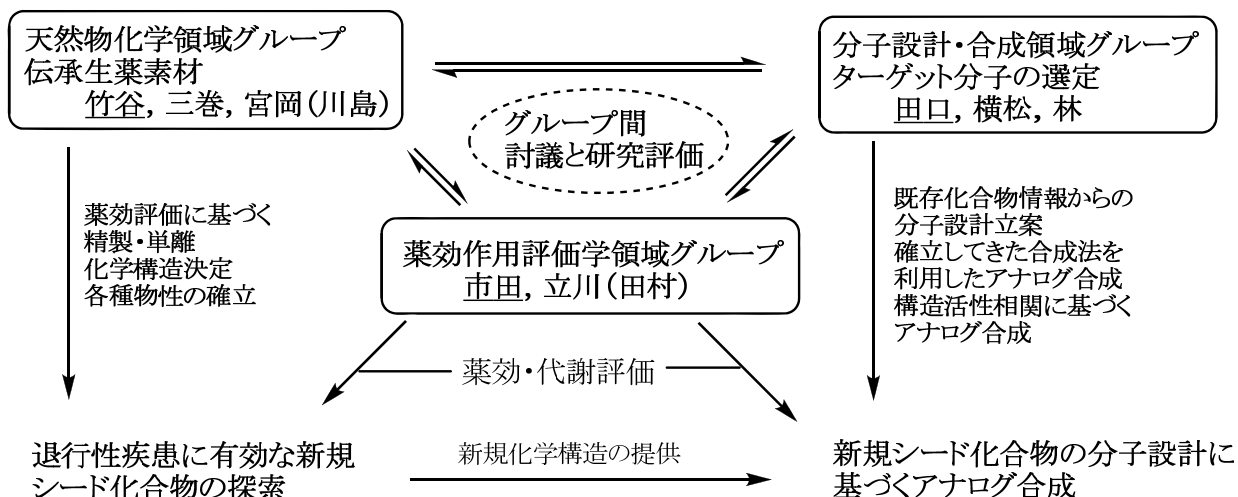 天然物化学領域グループ
伝承生薬素材
竹谷, 三巻, 宮岡(川島)
分子設計・合成領域グループ
ターゲット分子の選定
田口, 横松, 林
グループ間
討議と研究評価
薬効評価に基づく
精製・単離
化学構造決定
各種物性の確立
薬効作用評価学領域グループ
市田, 立川(田村)
既存化合物情報からの
分子設計立案
確立してきた合成法を
利用したアナログ合成
構造活性相関に基づく
アナログ合成
薬効・代謝評価
退行性疾患に有効な新規
シード化合物の探索
新規化学構造の提供
新規シード化合物の分子設計に
基づくアナログ合成